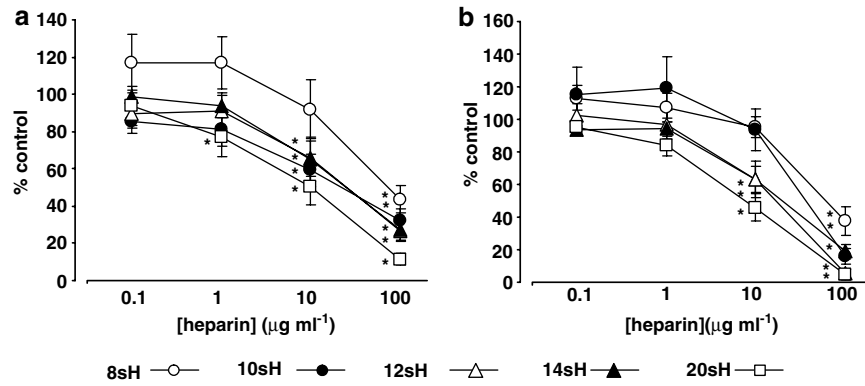 a
b
% control
140
120
100
80
60
40
20
0
0.1 1 10 100
[heparin] (μg ml⁻¹)
% control
160
140
120
100
80
60
40
20
0
0.1 1 10 100
[heparin](μg ml⁻¹)
8sH 10sH 12sH 14sH 20sH